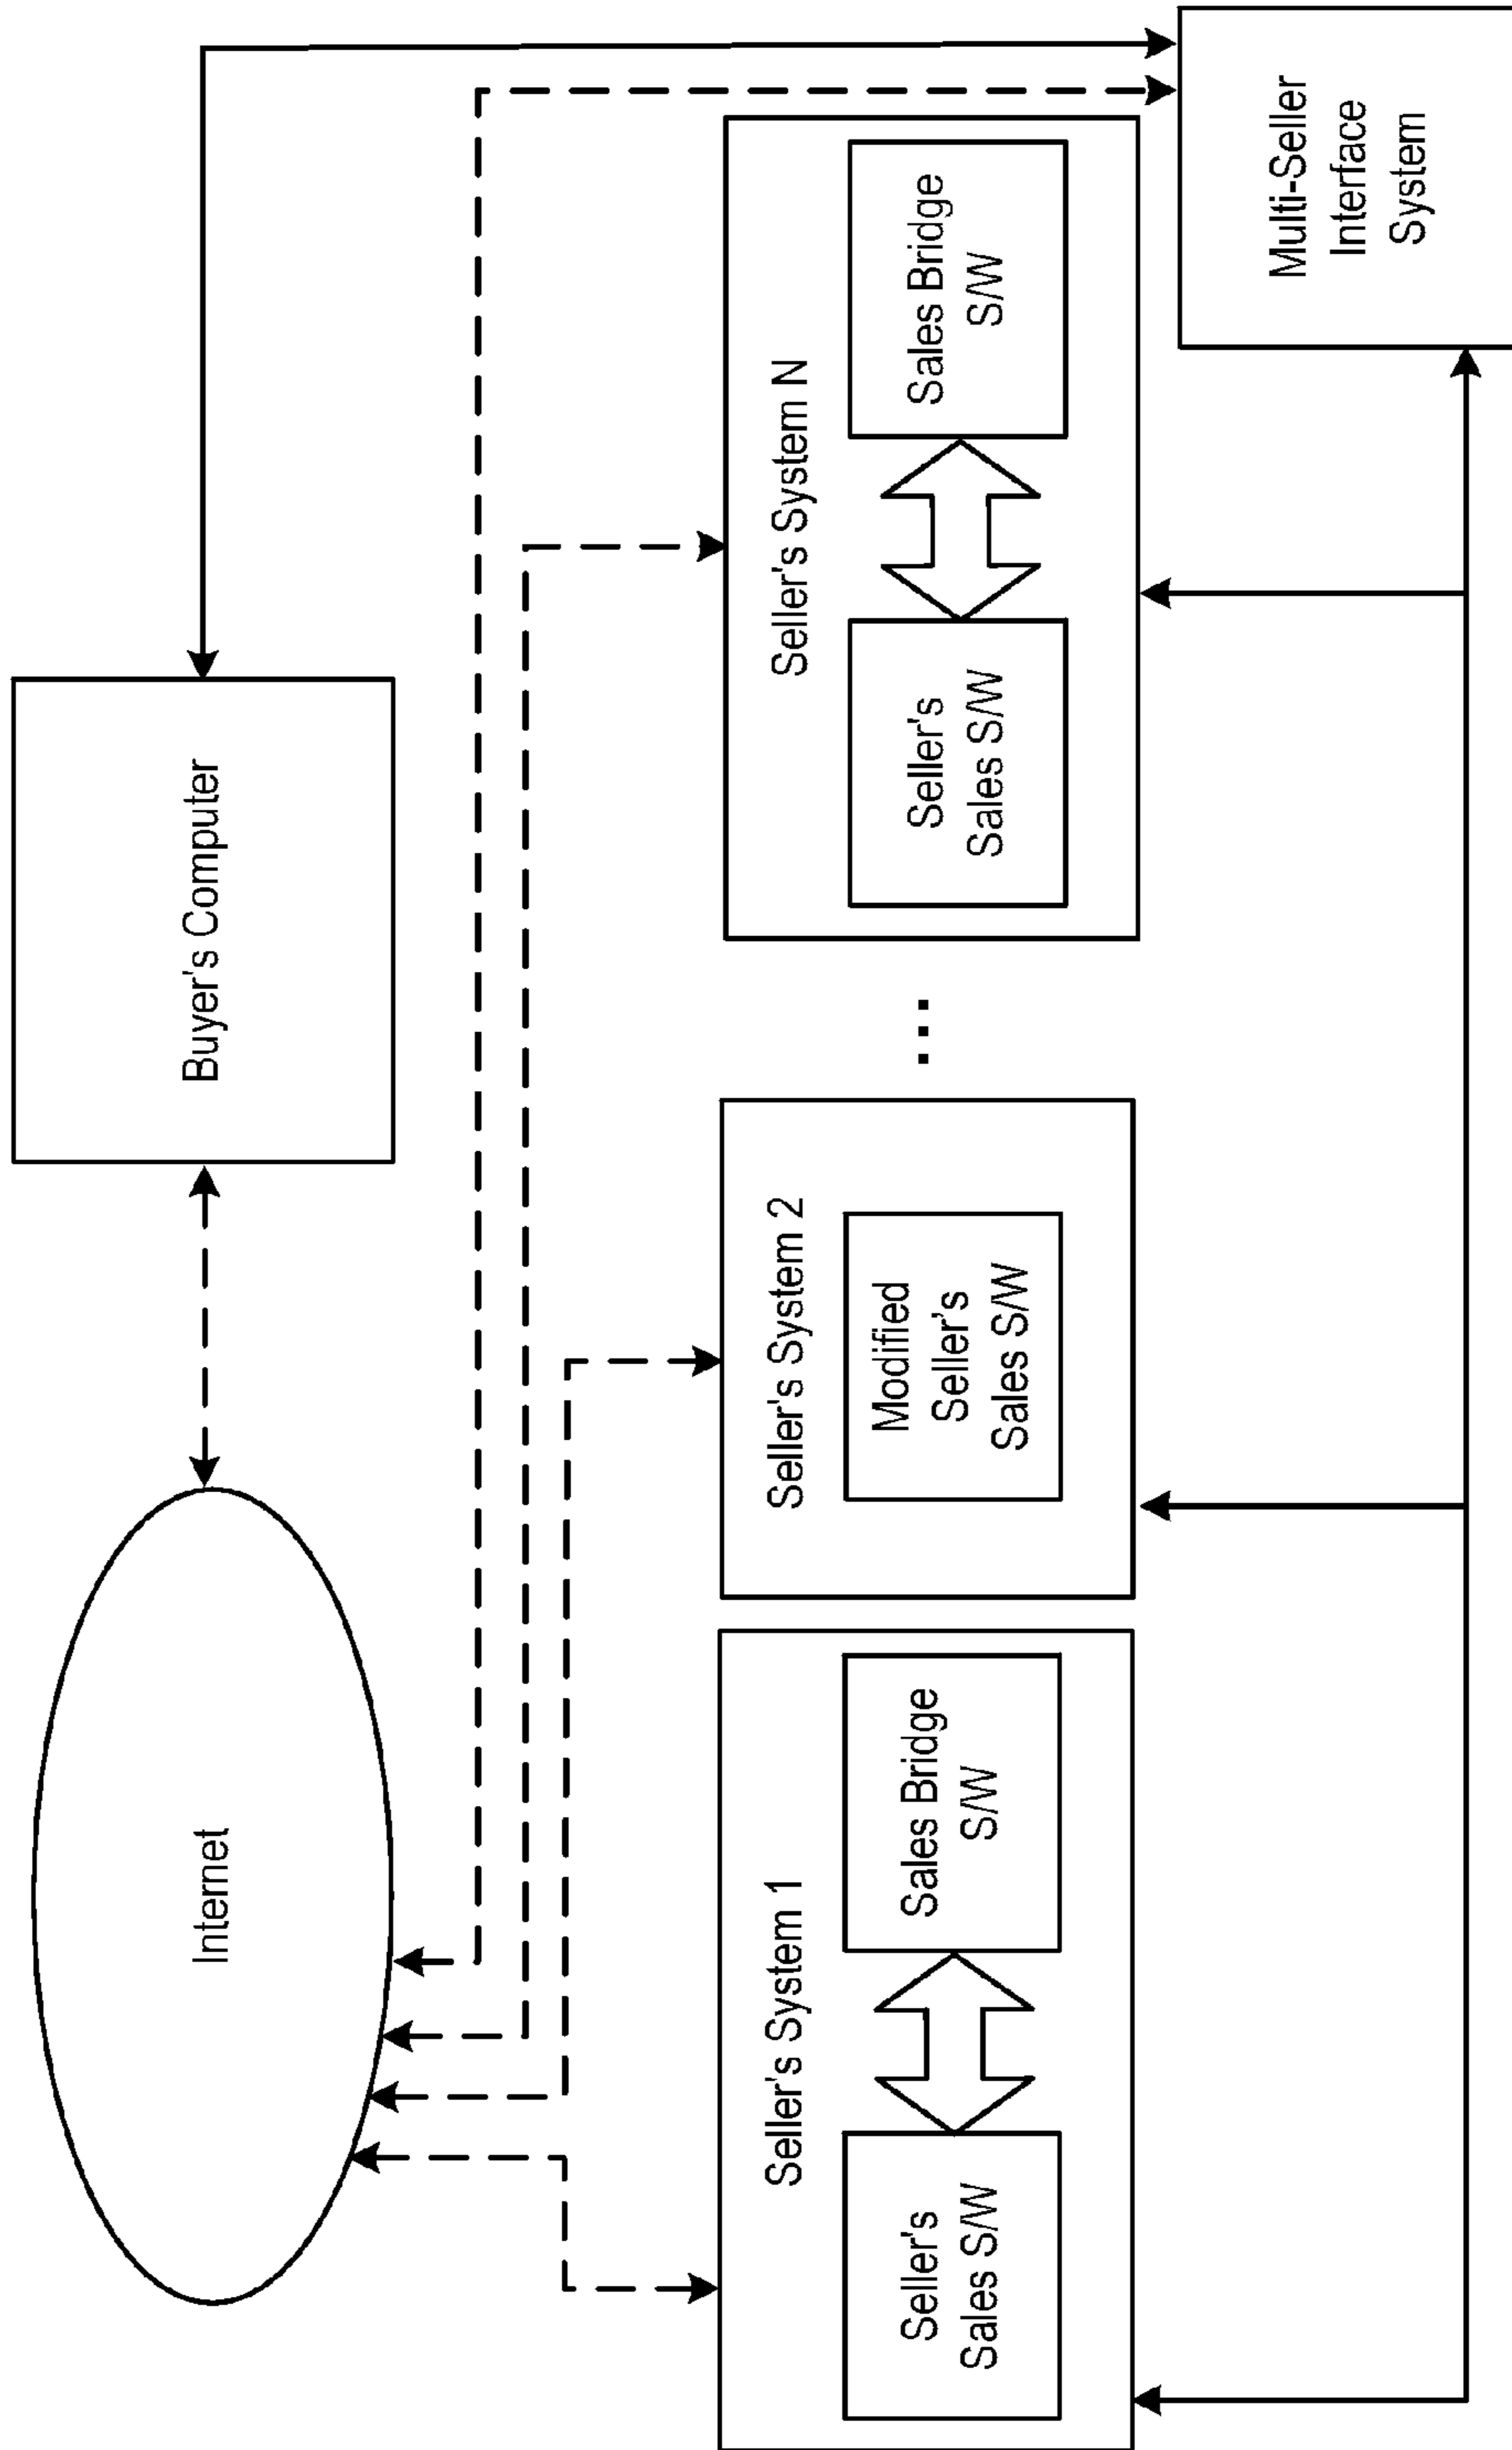 Internet
Buyer's Computer
Seller's System 1
Seller's
Sales S/W
Sales Bridge
S/W
Seller's System 2
Modified
Seller's
Sales S/W
...
Seller's System N
Seller's
Sales S/W
Sales Bridge
S/W
Multi-Seller
Interface
System